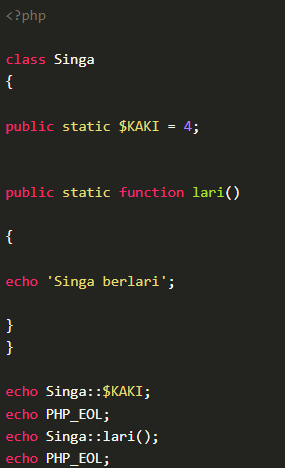 <?php
class Singa
{
public static $KAKI = 4;
public static function lari()
{
echo 'Singa berlari';
}
}
echo Singa::$KAKI;
echo PHP_EOL;
echo Singa::lari();
echo PHP_EOL;